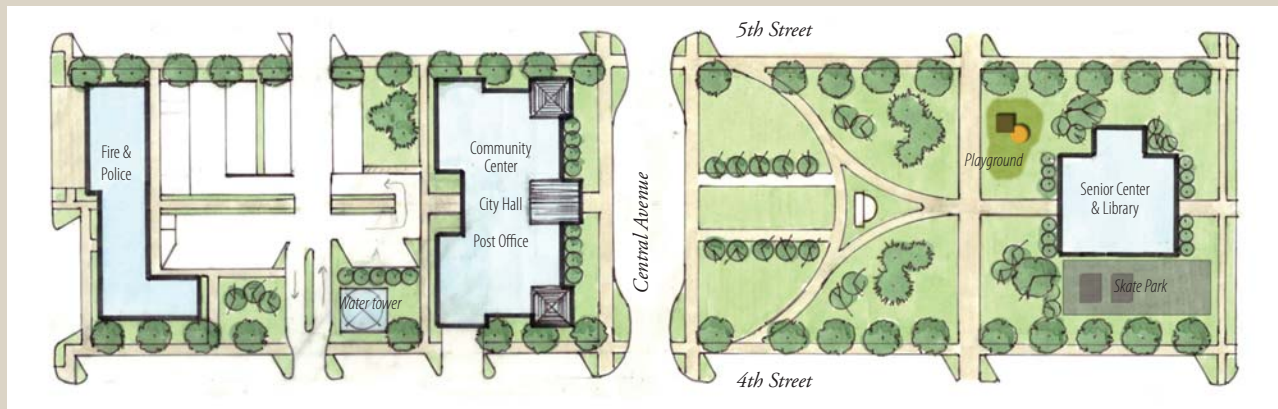 5th Street
Fire &
Police
Community
Center
City Hall
Post Office
Water tower
Central Avenue
Playground
Senior Center
& Library
Skate Park
4th Street